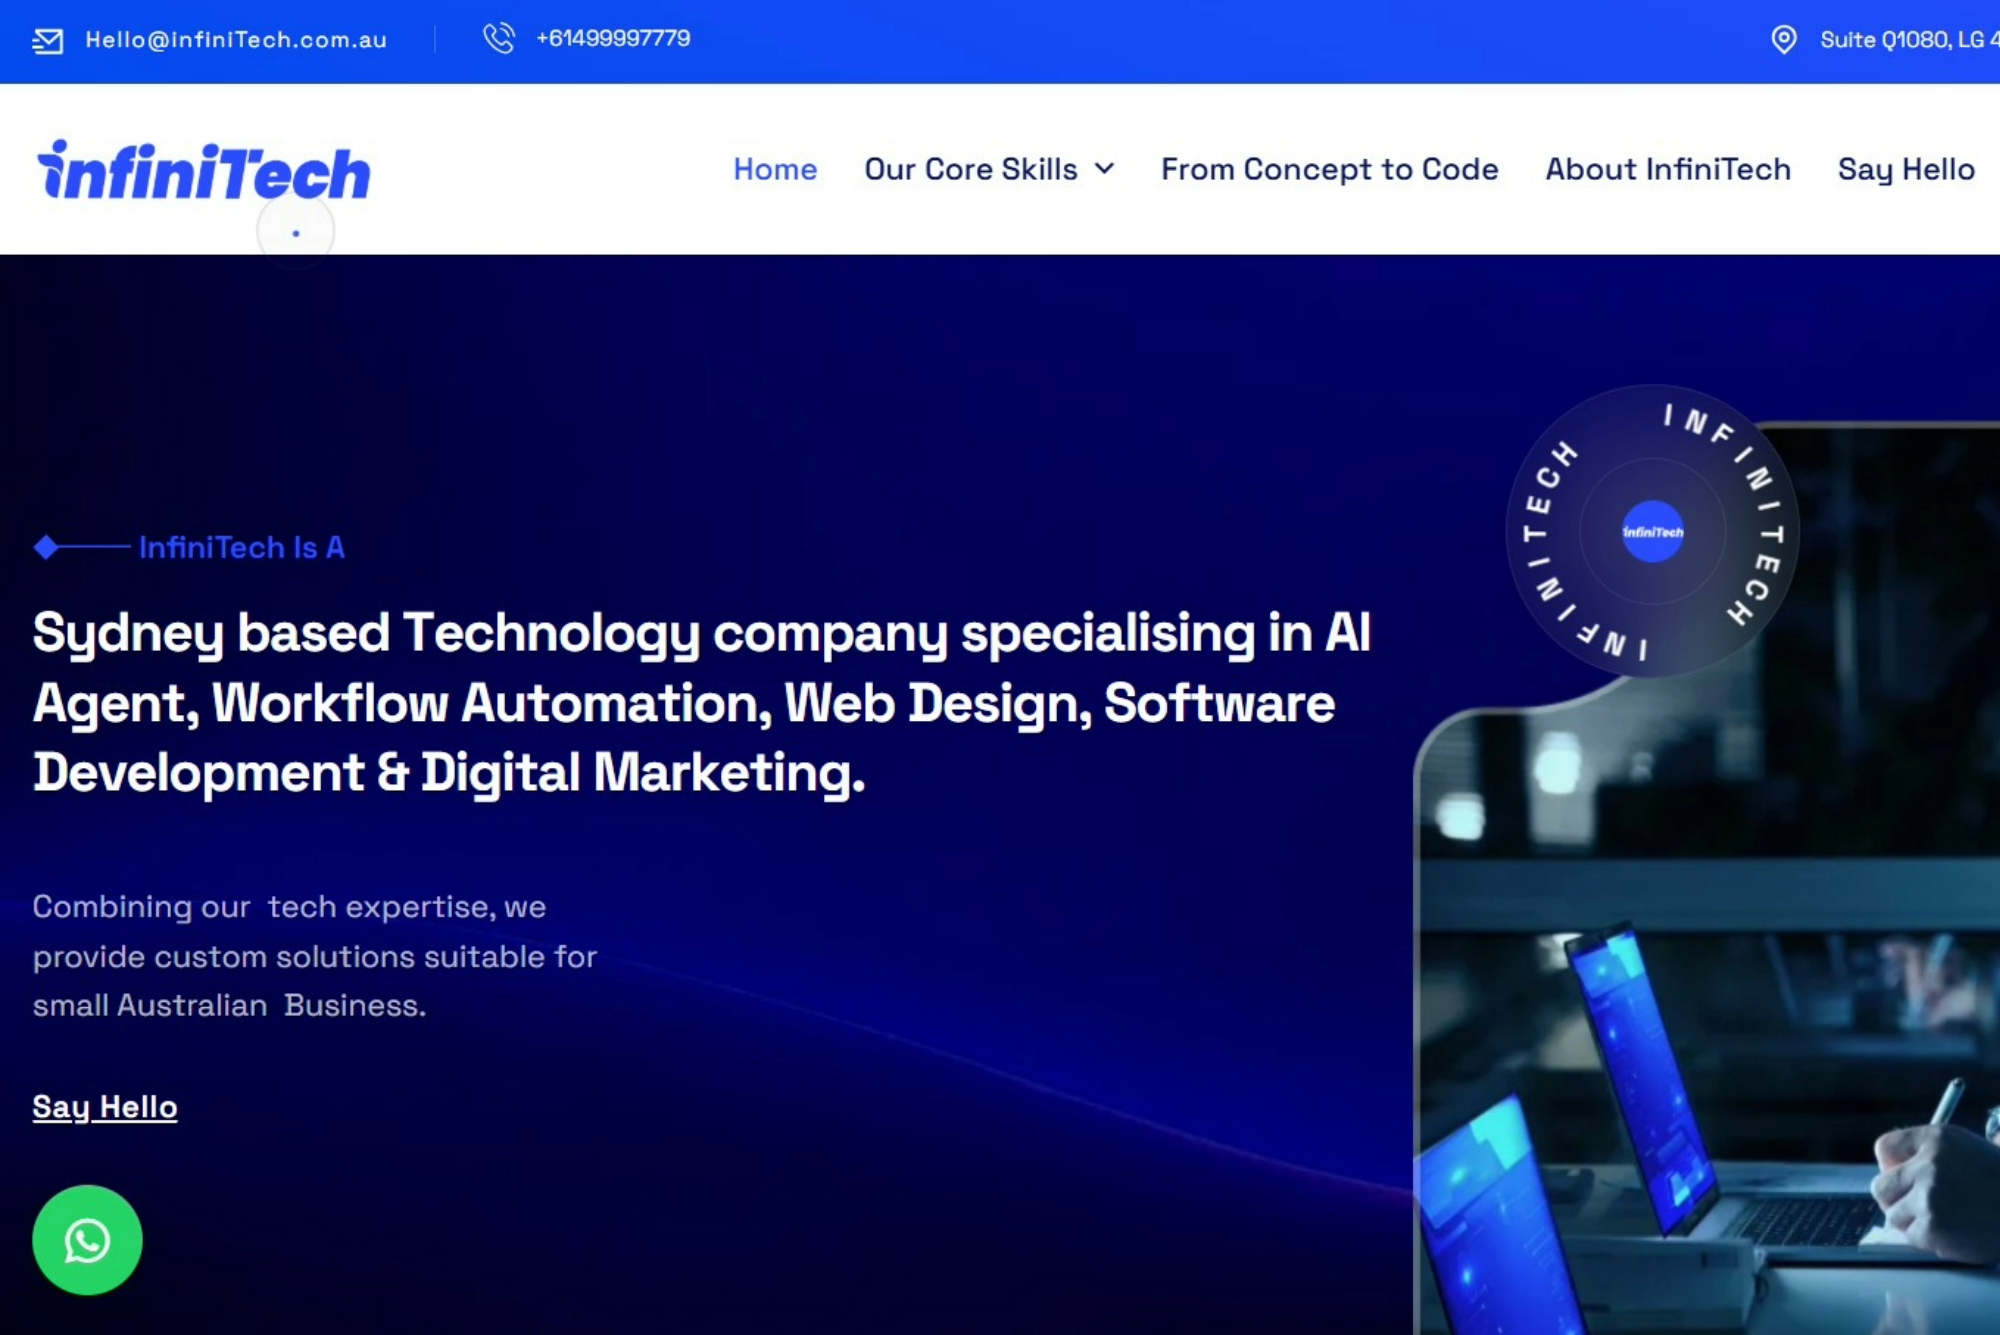 Hello@infiniTech.com.au
+61499997779
Suite Q1080, LG 4
infiniTech
Home
Our Core Skills
From Concept to Code
About InfiniTech
Say Hello
INFINITECH INFINITECH
infiniTech
InfiniTech Is A
Sydney based Technology company specialising in AI
Agent, Workflow Automation, Web Design, Software
Development & Digital Marketing.
Combining our tech expertise, we
provide custom solutions suitable for
small Australian Business.
Say Hello